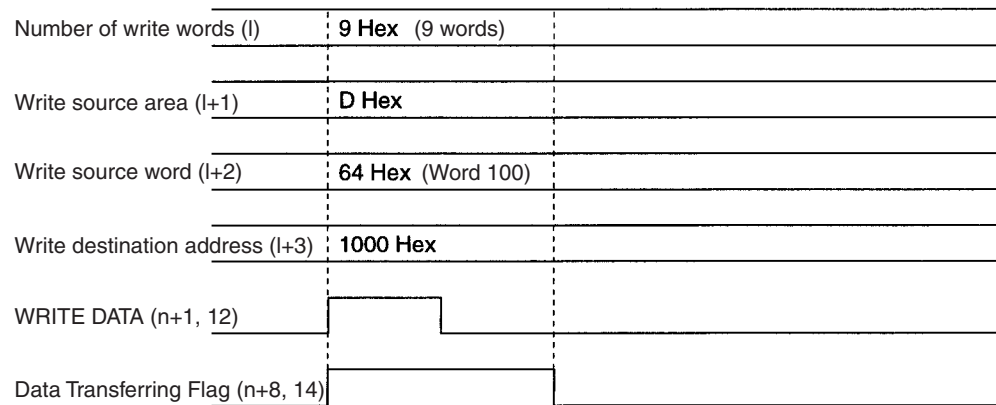 Number of write words (l) 9 Hex (9 words)
Write source area (l+1) D Hex
Write source word (l+2) 64 Hex (Word 100)
Write destination address (l+3) 1000 Hex
WRITE DATA (n+1, 12)
Data Transferring Flag (n+8, 14)